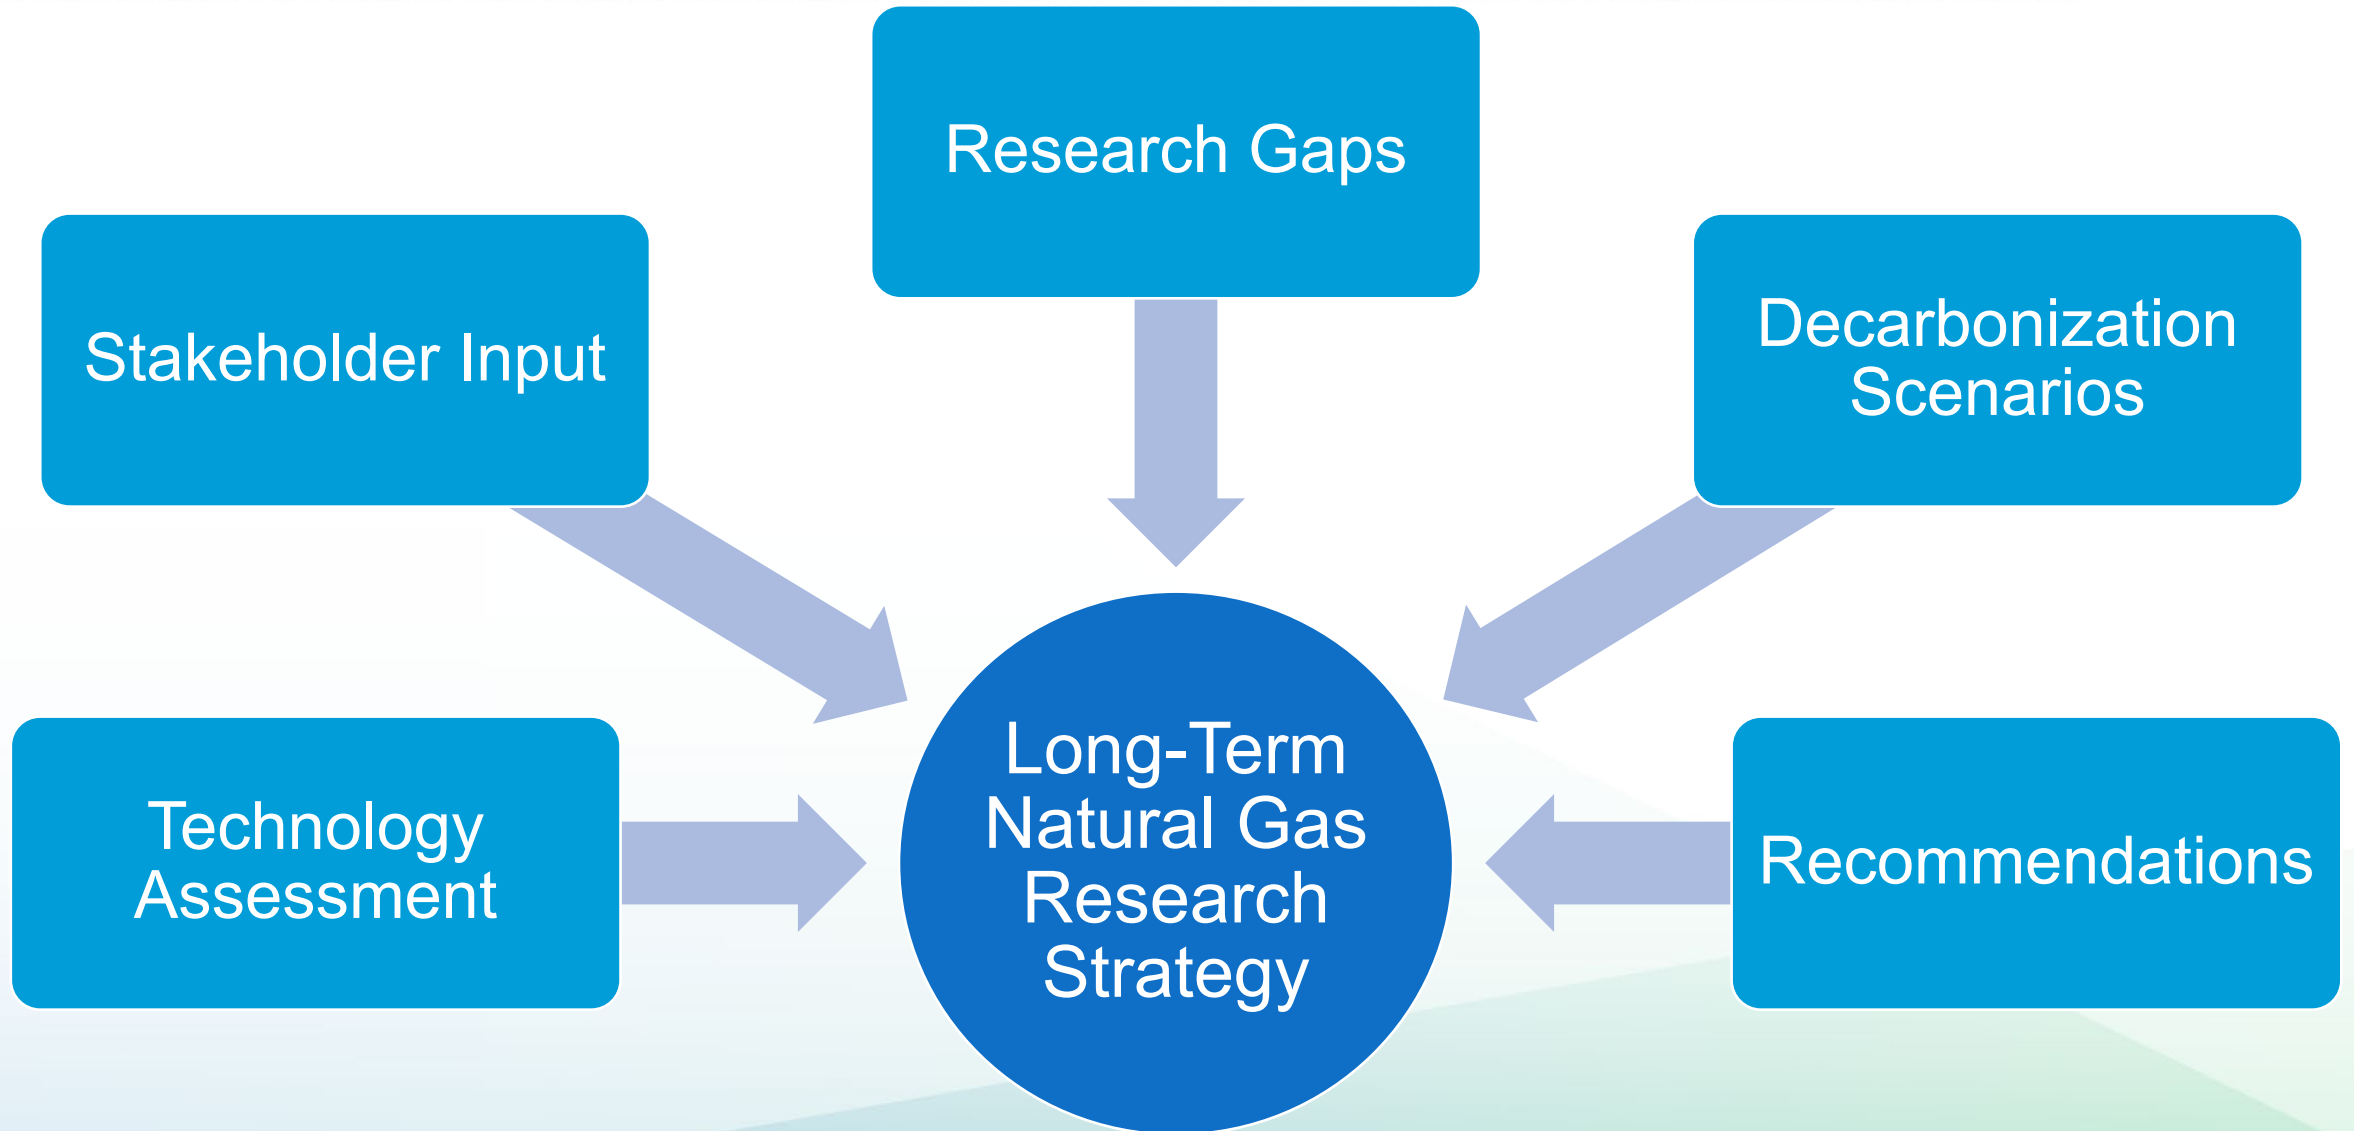 Research Gaps
Stakeholder Input
Decarbonization
Scenarios
Technology
Assessment
Long-Term
Natural Gas
Research
Strategy
Recommendations